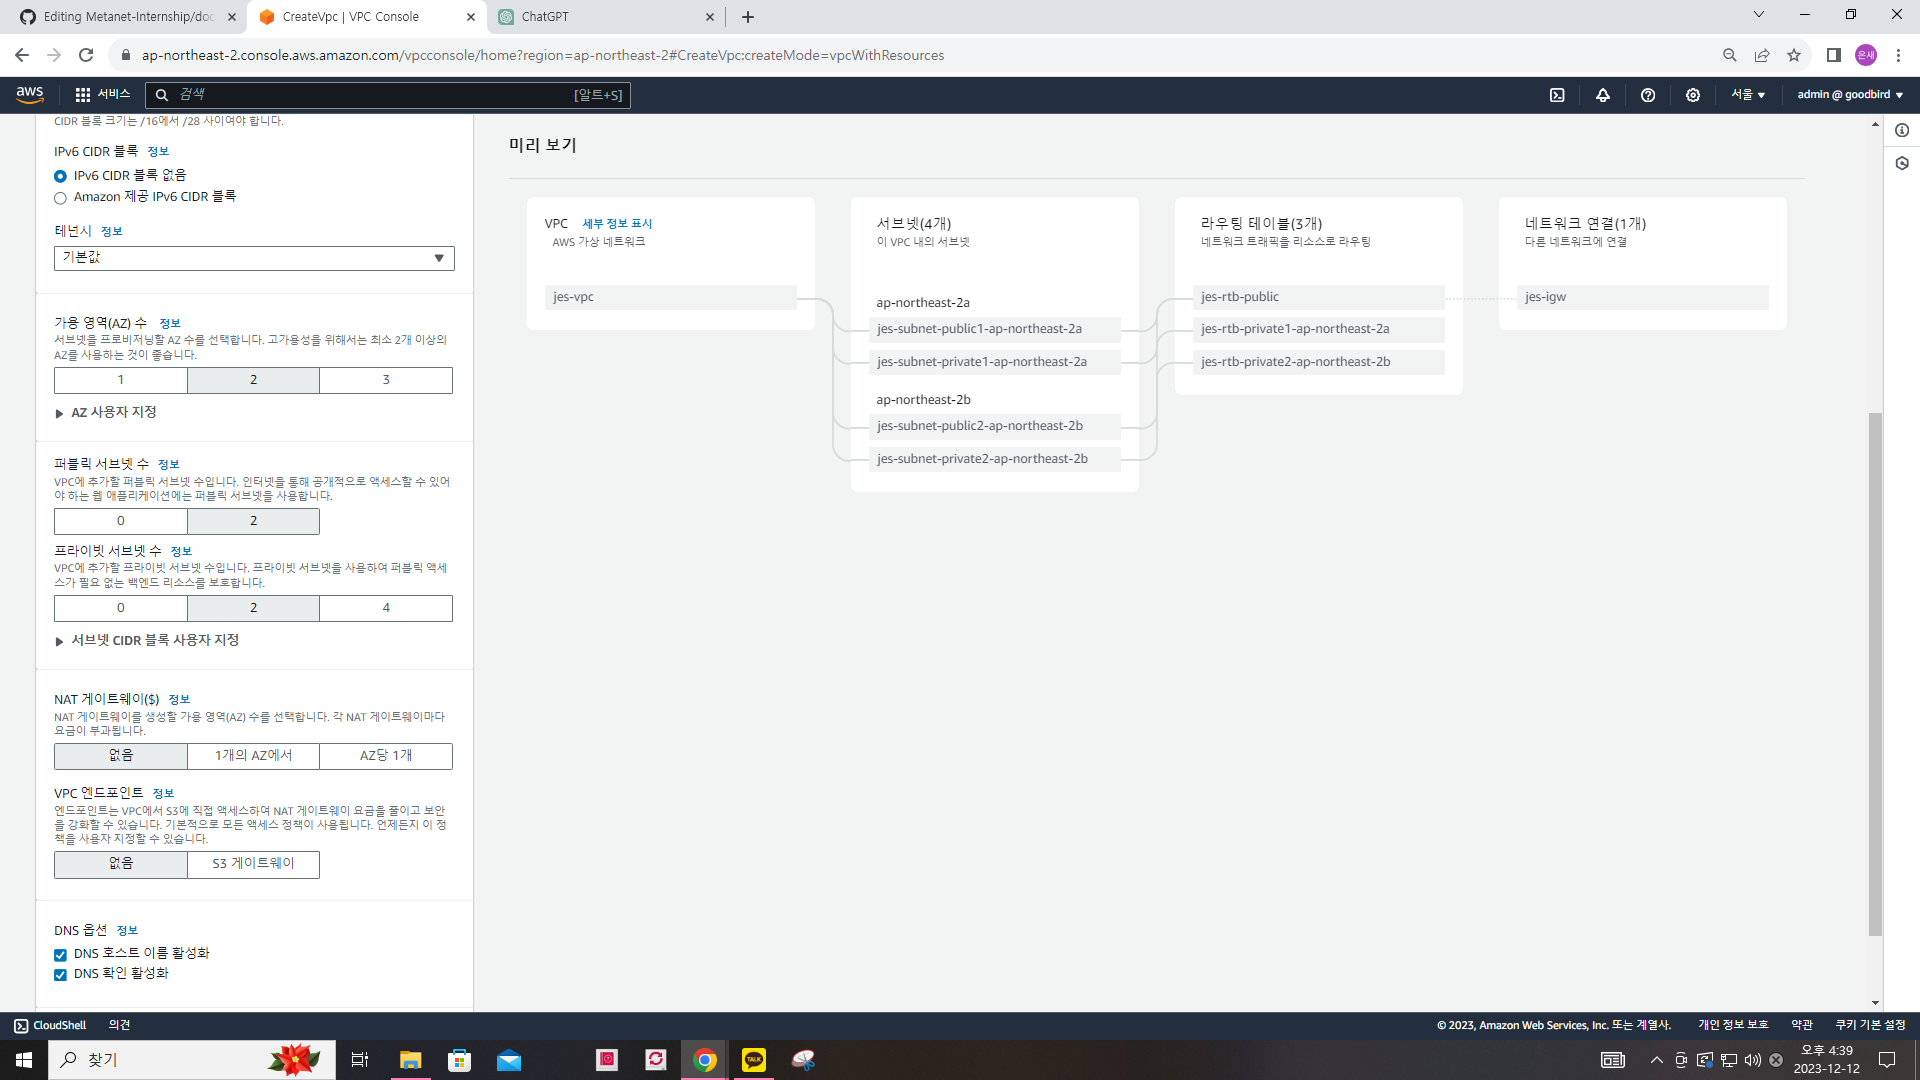 Editing Metanet-Internship/doc
CreateVpc | VPC Console
ChatGPT
ap-northeast-2.console.aws.amazon.com/vpcconsole/home?region=ap-northeast-2#CreateVpc:createMode=vpcWithResources
은새
aws
서비스
검색
[알트+S]
서울
admin @ goodbird
CIDR 블록 크기는 /16에서 /28 사이여야 합니다.
IPv6 CIDR 블록 정보
IPv6 CIDR 블록 없음
Amazon 제공 IPv6 CIDR 블록
테넌시 정보
기본값
가용 영역(AZ) 수 정보
서브넷을 프로비저닝할 AZ 수를 선택합니다. 고가용성을 위해서는 최소 2개 이상의
AZ를 사용하는 것이 좋습니다.
1
2
3
AZ 사용자 지정
퍼블릭 서브넷 수 정보
VPC에 추가할 퍼블릭 서브넷 수입니다. 인터넷을 통해 공개적으로 액세스할 수 있어
야 하는 웹 애플리케이션에는 퍼블릭 서브넷을 사용합니다.
0
2
프라이빗 서브넷 수 정보
VPC에 추가할 프라이빗 서브넷 수입니다. 프라이빗 서브넷을 사용하여 퍼블릭 액세
스가 필요 없는 백엔드 리소스를 보호합니다.
0
2
4
서브넷 CIDR 블록 사용자 지정
NAT 게이트웨이($) 정보
NAT 게이트웨이를 생성할 가용 영역(AZ) 수를 선택합니다. 각 NAT 게이트웨이마다
요금이 부과됩니다.
없음
1개의 AZ에서
AZ당 1개
VPC 엔드포인트 정보
엔드포인트는 VPC에서 S3에 직접 액세스하여 NAT 게이트웨이 요금을 줄이고 보안
을 강화할 수 있습니다. 기본적으로 모든 액세스 정책이 사용됩니다. 언제든지 이 정
책을 사용자 지정할 수 있습니다.
없음
S3 게이트웨이
DNS 옵션 정보
DNS 호스트 이름 활성화
DNS 확인 활성화
미리 보기
VPC 세부 정보 표시
AWS 가상 네트워크
jes-vpc
서브넷(4개)
이 VPC 내의 서브넷
ap-northeast-2a
jes-subnet-public1-ap-northeast-2a
jes-subnet-private1-ap-northeast-2a
ap-northeast-2b
jes-subnet-public2-ap-northeast-2b
jes-subnet-private2-ap-northeast-2b
라우팅 테이블(3개)
네트워크 트래픽을 리소스로 라우팅
jes-rtb-public
jes-rtb-private1-ap-northeast-2a
jes-rtb-private2-ap-northeast-2b
네트워크 연결(1개)
다른 네트워크에 연결
jes-igw
CloudShell
의견
© 2023, Amazon Web Services, Inc. 또는 계열사.
개인 정보 보호
약관
쿠키 기본 설정
찾기
TALK
오후 4:39
2023-12-12